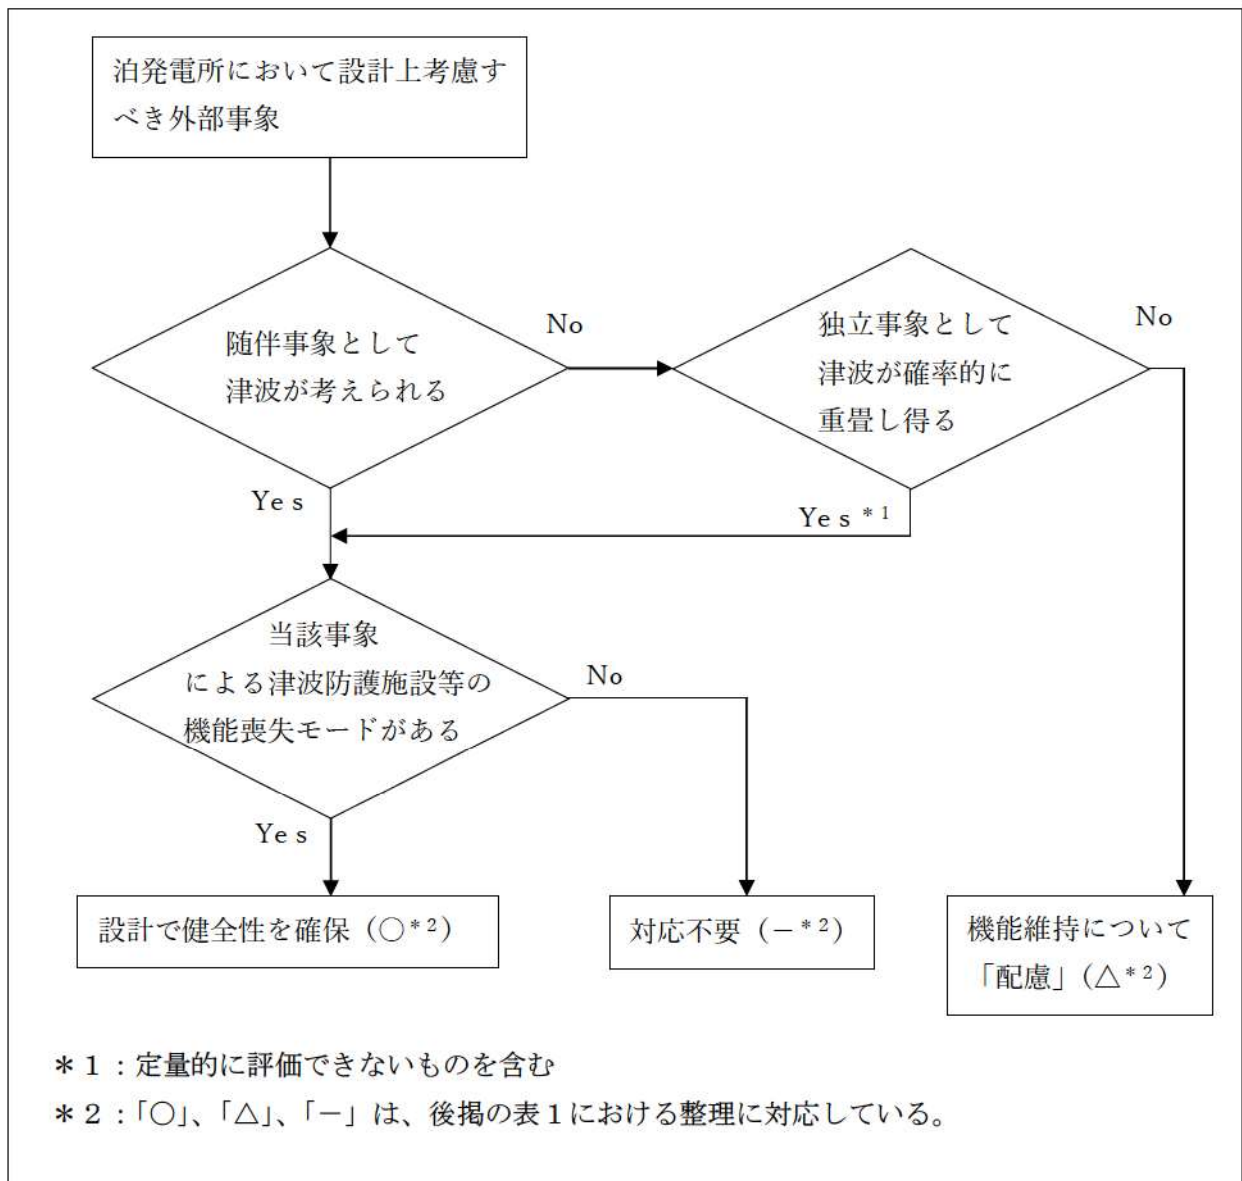 泊発電所において設計上考慮す
べき外部事象
随伴事象として
津波が考えられる
No
独立事象として
津波が確率的に
重畳し得る
No
Yes
Yes＊1
当該事象
による津波防護施設等の
機能喪失モードがある
No
Yes
設計で健全性を確保（○＊2）
対応不要（－＊2）
機能維持について
「配慮」（△＊2）
＊1：定量的に評価できないものを含む
＊2：「○」、「△」、「－」は、後掲の表1における整理に対応している。